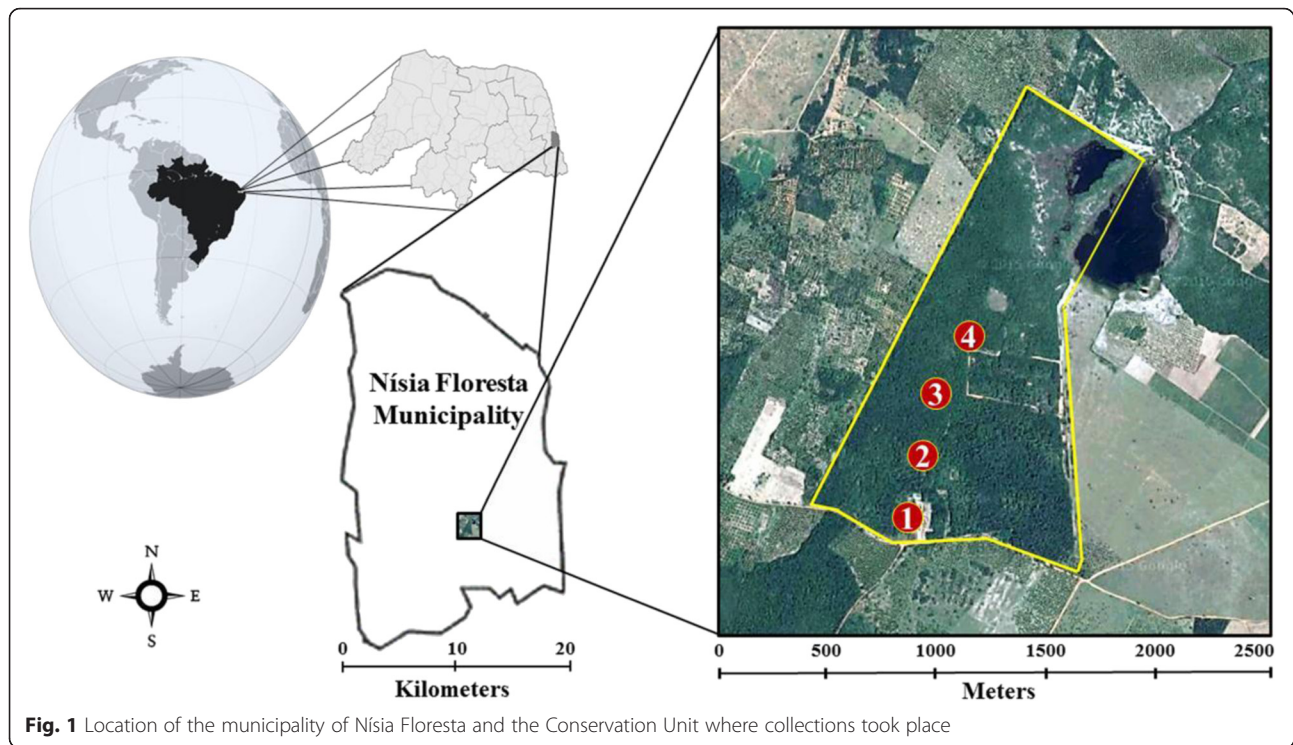 Nísia Floresta
Municipality
N
W E
S
0 10 20
Kilometers
4
3
2
1
0 500 1000 1500 2000 2500
Meters
Fig. 1 Location of the municipality of Nísia Floresta and the Conservation Unit where collections took place